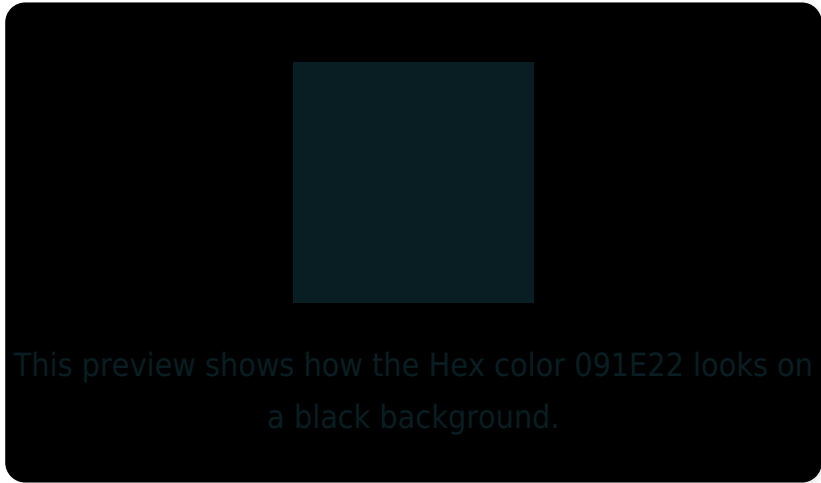 This preview shows how the Hex color 091E22 looks on
a black background.